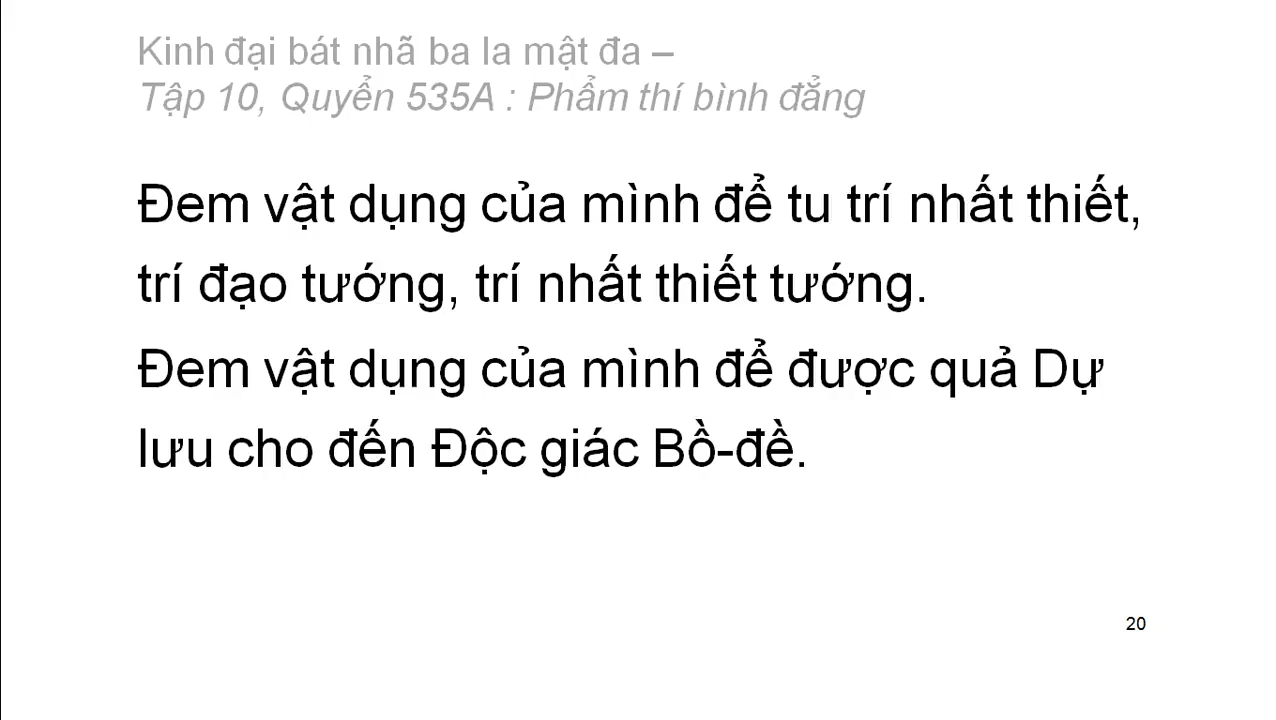 Kinh đại bát nhã ba la mật đa –
Tập 10, Quyển 535A : Phẩm thí bình đẳng
Đem vật dụng của mình để tu trí nhất thiết,
trí đạo tướng, trí nhất thiết tướng.
Đem vật dụng của mình để được quả Dự
lưu cho đến Độc giác Bồ-đề.
20